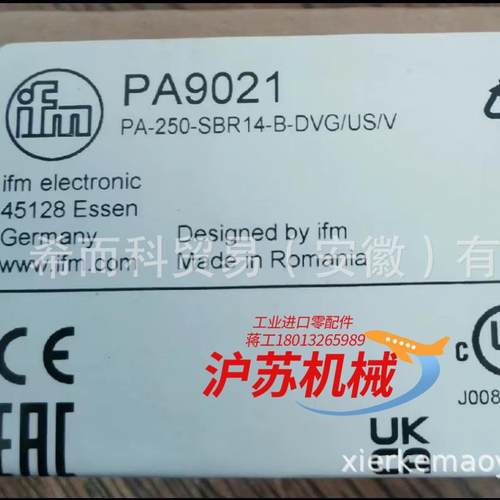 ifm
PA9021
PA-250-SBR14-B-DVG/US/V
ifm electronic
45128 Essen
Germany
www.ifm.com
Designed by ifm
Made in Romania
希而科贸易（安徽）有
CE
工业进口零配件
蒋工18013265989
沪苏机械
C UL
J008
EAC
UK
CA
xierkemaoy